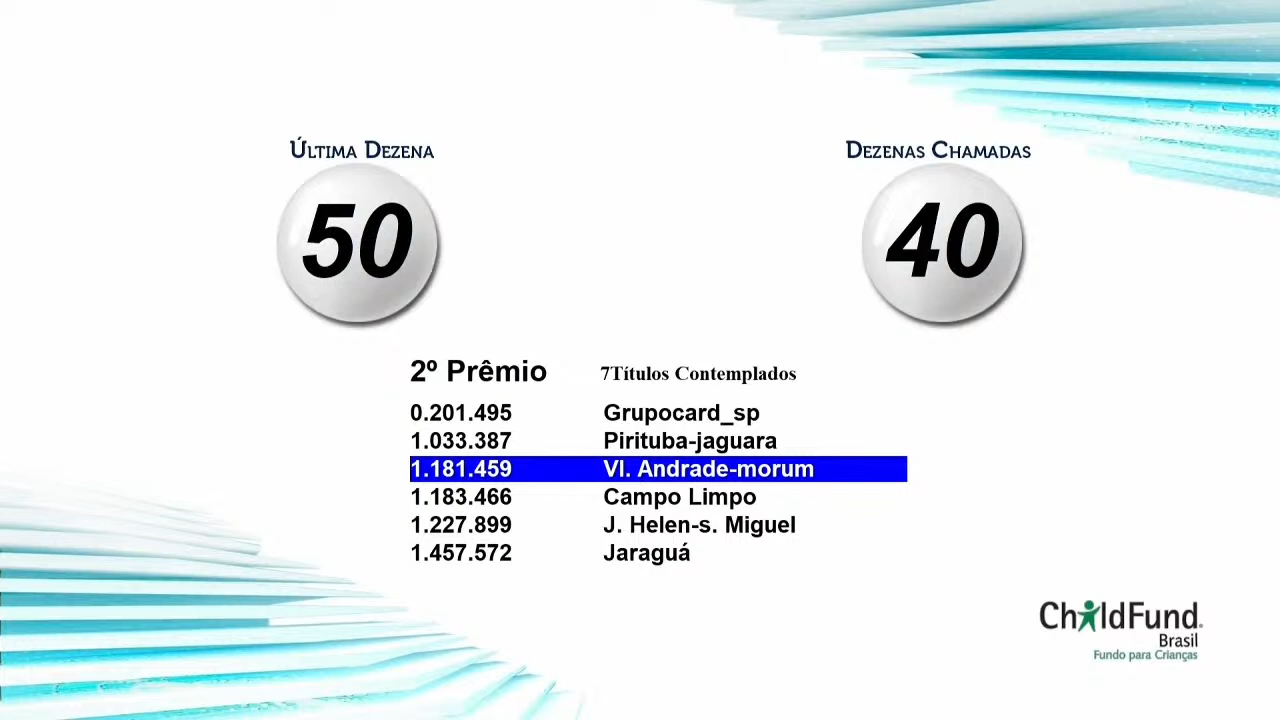 ÚLTIMA DEZENA
DEZENAS CHAMADAS
50
40
2º Prêmio 7Títulos Contemplados
0.201.495 Grupocard_sp
1.033.387 Pirituba-jaguara
1.181.459 Vl. Andrade-morum
1.183.466 Campo Limpo
1.227.899 J. Helen-s. Miguel
1.457.572 Jaraguá
ChildFund
Brasil
Fundo para Crianças